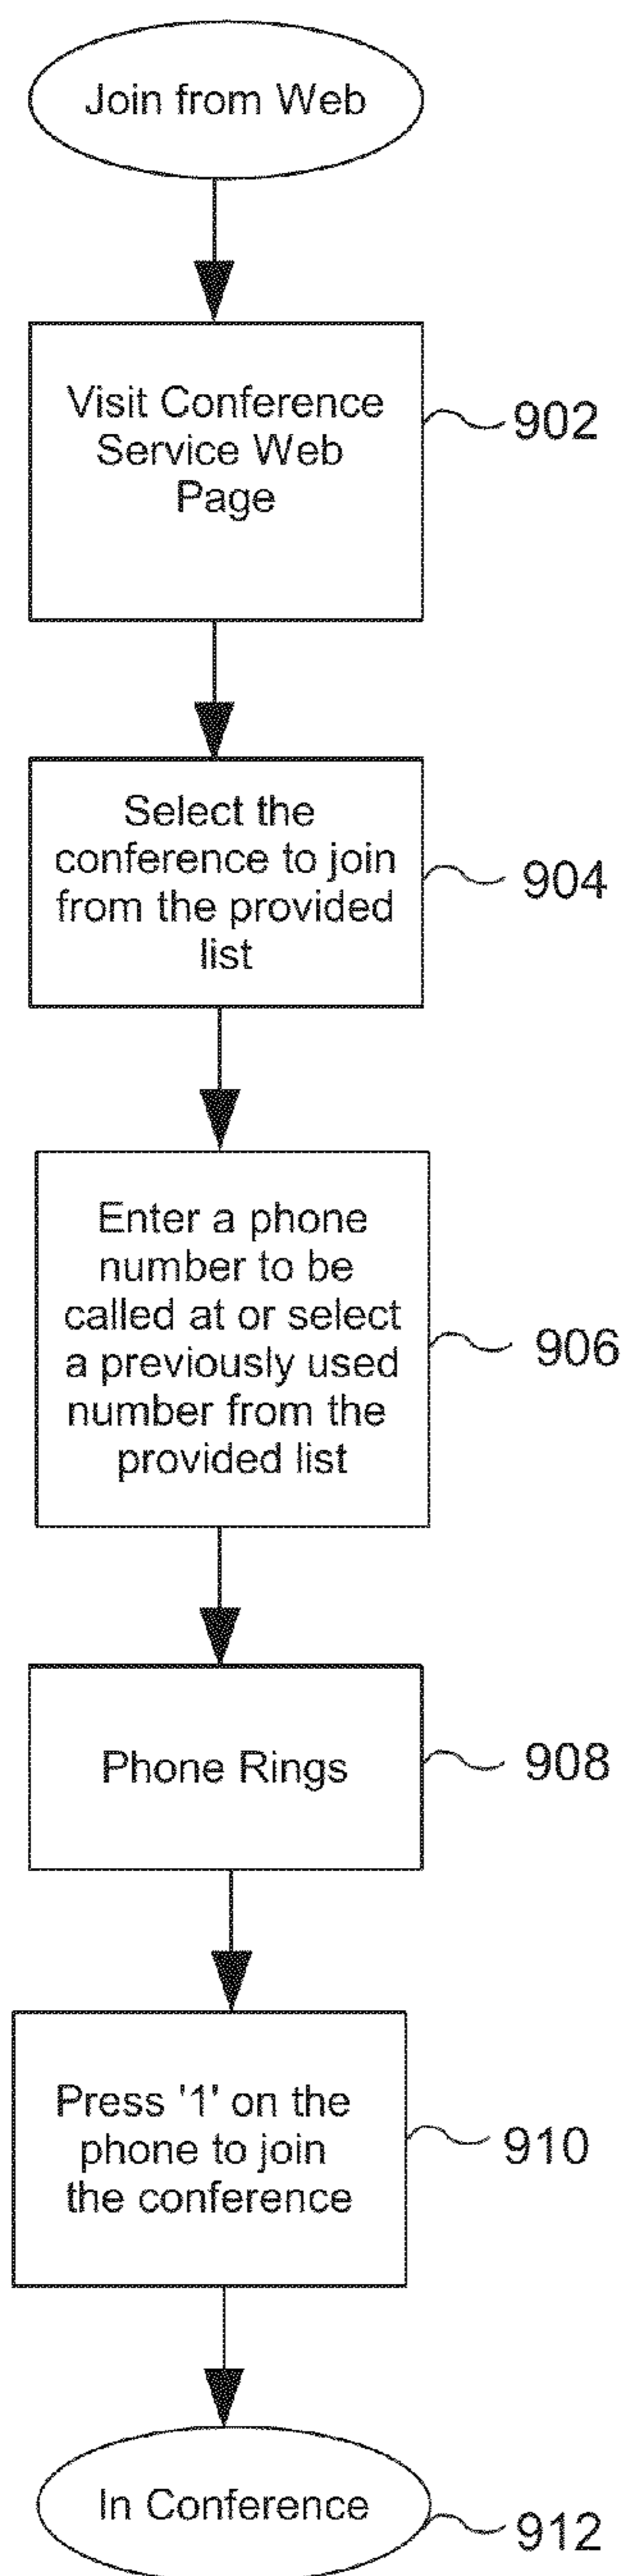 Join from Web
Visit Conference
Service Web
Page
902
Select the
conference to join
from the provided
list
904
Enter a phone
number to be
called at or select
a previously used
number from the
provided list
906
Phone Rings
908
Press '1' on the
phone to join
the conference
910
In Conference
912